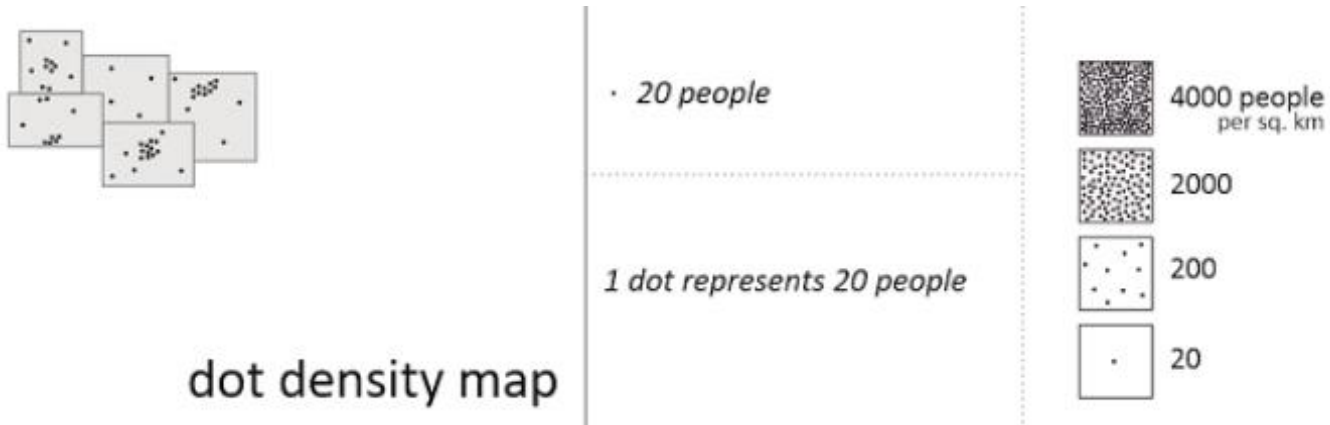 dot density map
20 people
1 dot represents 20 people
4000 people
per sq. km
2000
200
20